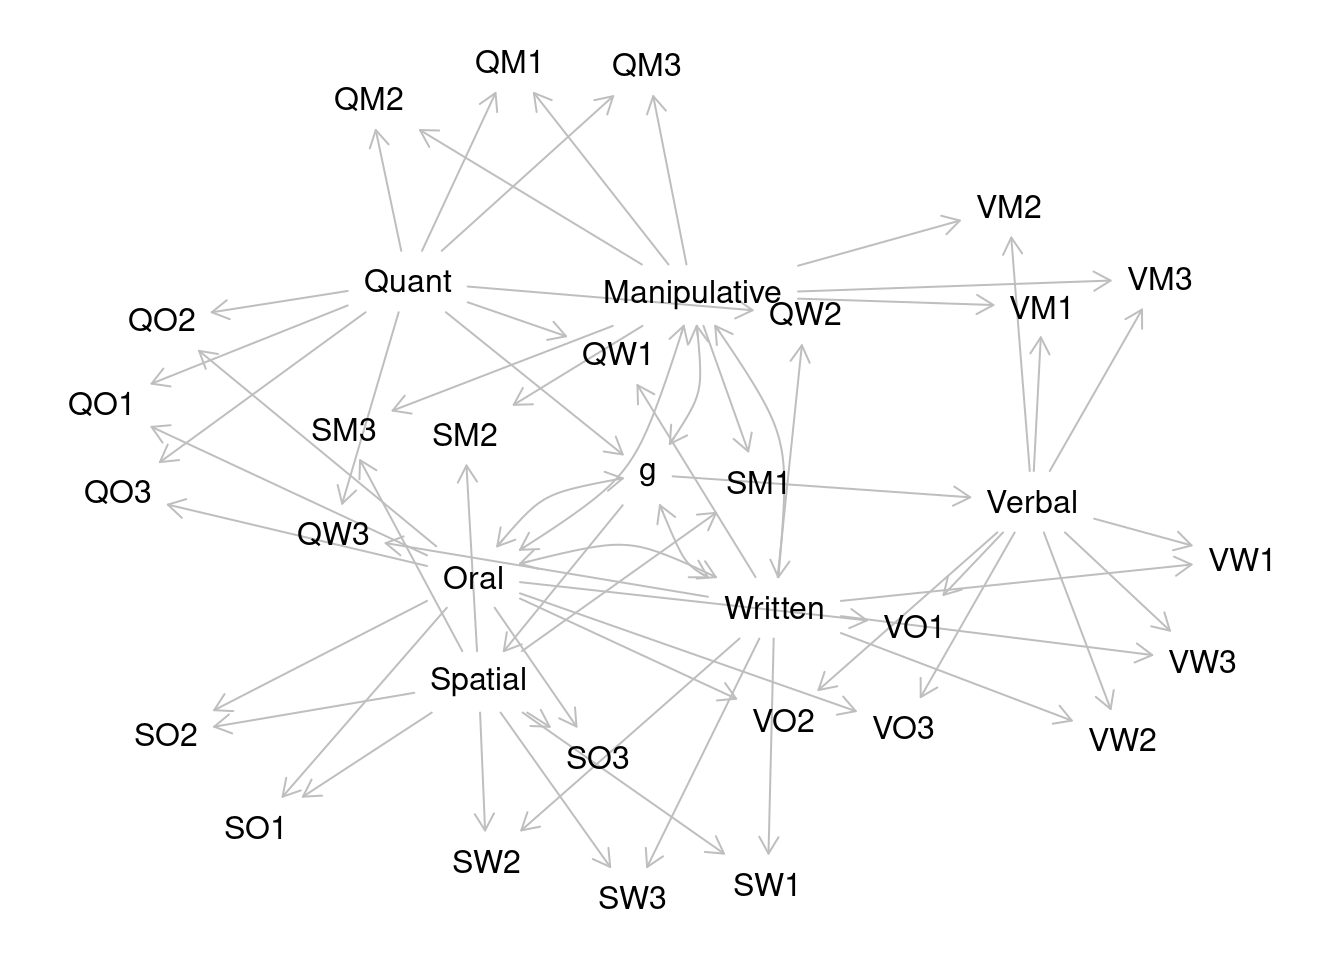 QM1
QM3
QM2
VM2
Quant
Manipulative
VM3
QO2
QW2
VM1
QW1
QO1
SM3
SM2
g
SM1
QO3
Verbal
QW3
VW1
Oral
Written
VO1
VW3
Spatial
SO2
VO2
VO3
VW2
SO3
SO1
SW2
SW3
SW1